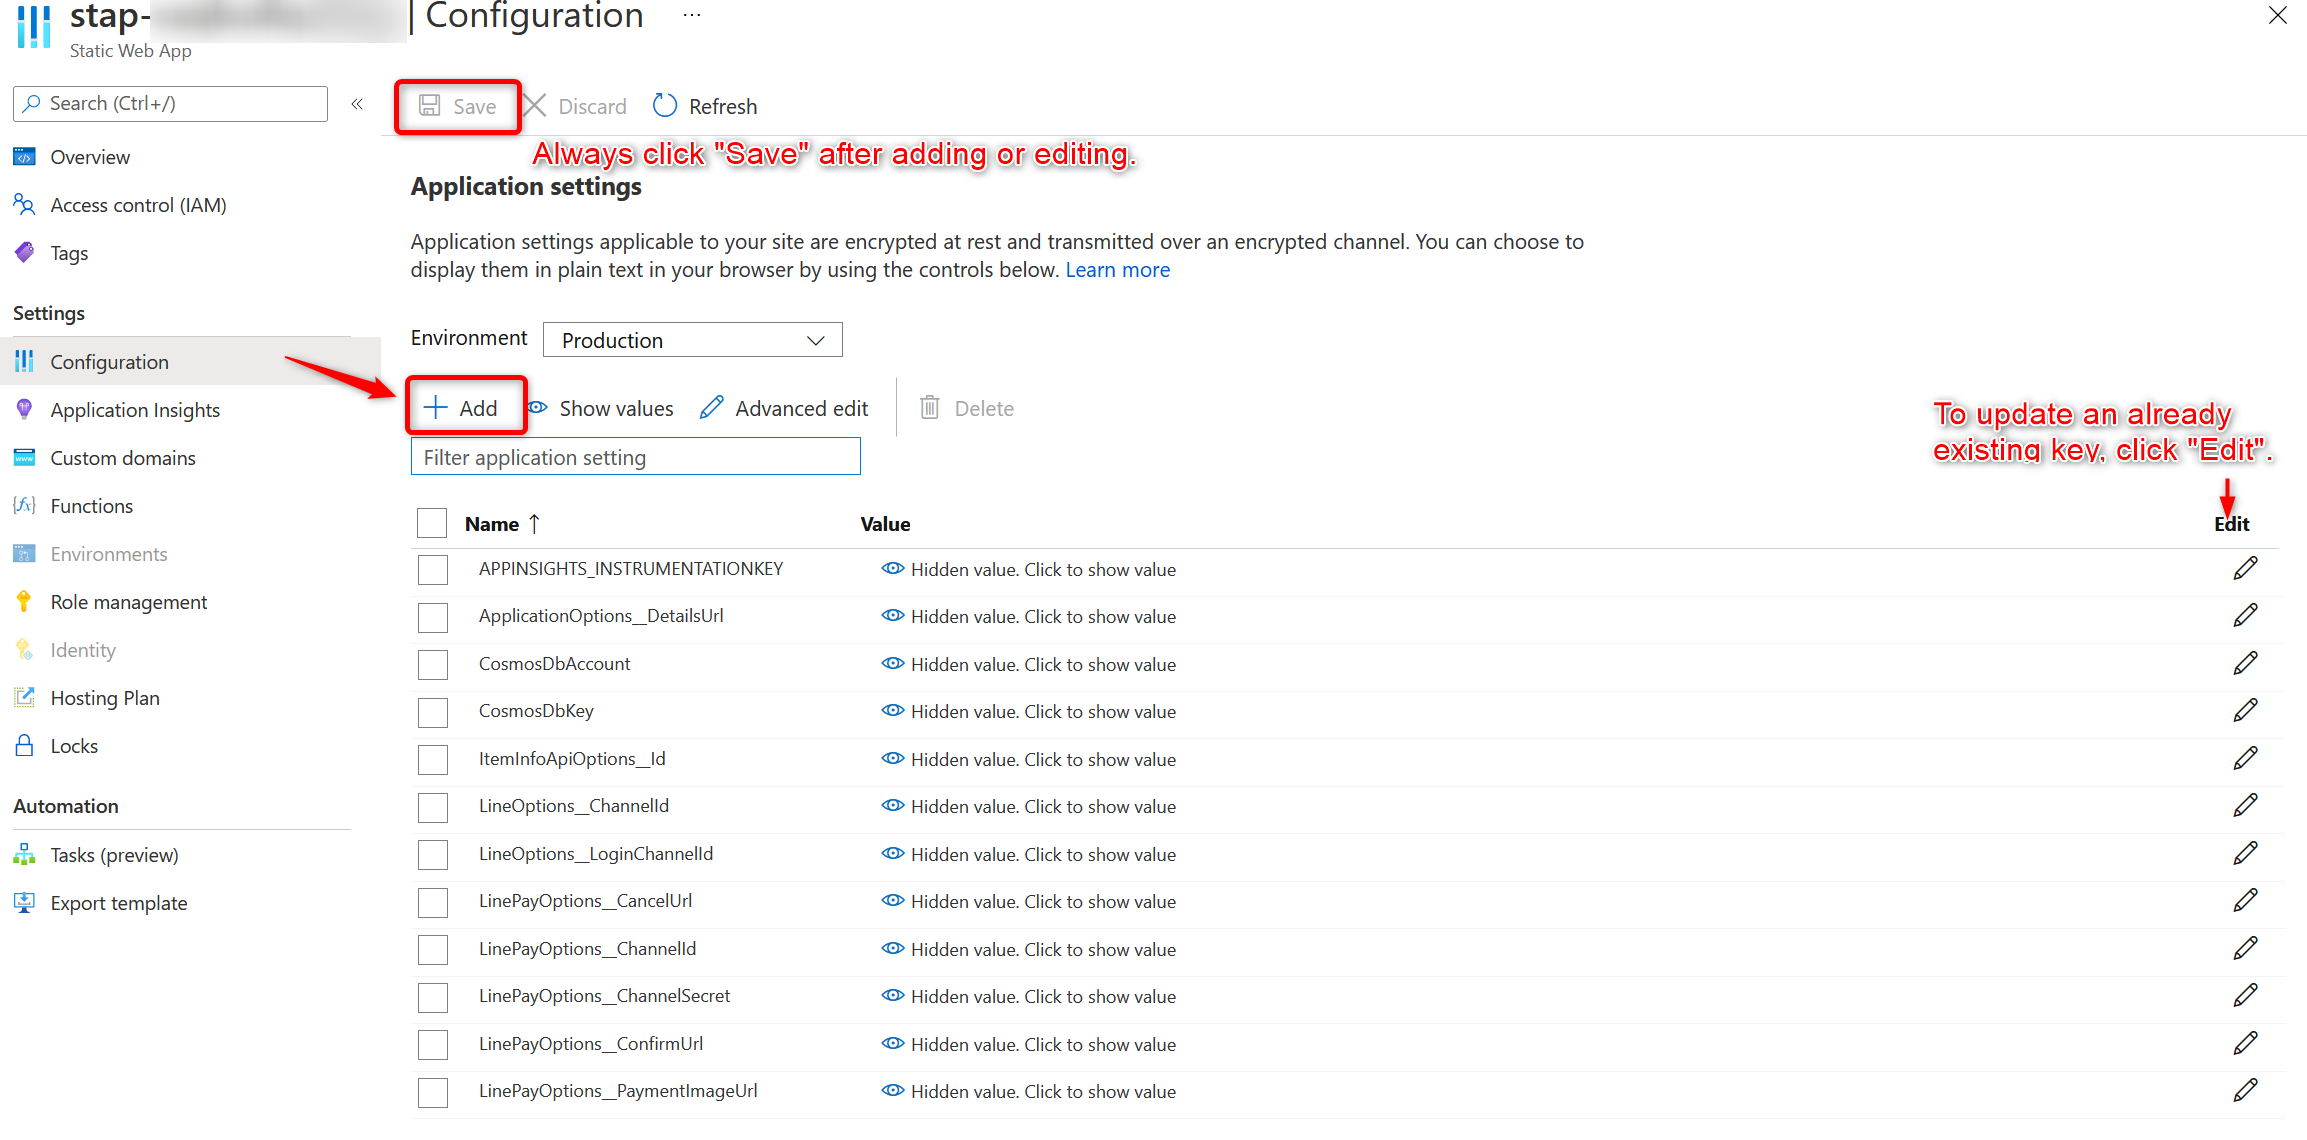 stap- | Configuration ...
Static Web App
Search (Ctrl+/)
«
Save
Discard
Refresh
Always click "Save" after adding or editing.
Overview
Access control (IAM)
Tags
Settings
Configuration
Application Insights
Custom domains
Functions
Environments
Role management
Identity
Hosting Plan
Locks
Automation
Tasks (preview)
Export template
Application settings
Application settings applicable to your site are encrypted at rest and transmitted over an encrypted channel. You can choose to
display them in plain text in your browser by using the controls below. Learn more
Environment
Production
Add
Show values
Advanced edit
Delete
To update an already
existing key, click "Edit".
Filter application setting
Name ↑ Value Edit
APPINSIGHTS_INSTRUMENTATIONKEY Hidden value. Click to show value
ApplicationOptions__DetailsUrl Hidden value. Click to show value
CosmosDbAccount Hidden value. Click to show value
CosmosDbKey Hidden value. Click to show value
ItemInfoApiOptions__Id Hidden value. Click to show value
LineOptions__ChannelId Hidden value. Click to show value
LineOptions__LoginChannelId Hidden value. Click to show value
LinePayOptions__CancelUrl Hidden value. Click to show value
LinePayOptions__ChannelId Hidden value. Click to show value
LinePayOptions__ChannelSecret Hidden value. Click to show value
LinePayOptions__ConfirmUrl Hidden value. Click to show value
LinePayOptions__PaymentImageUrl Hidden value. Click to show value